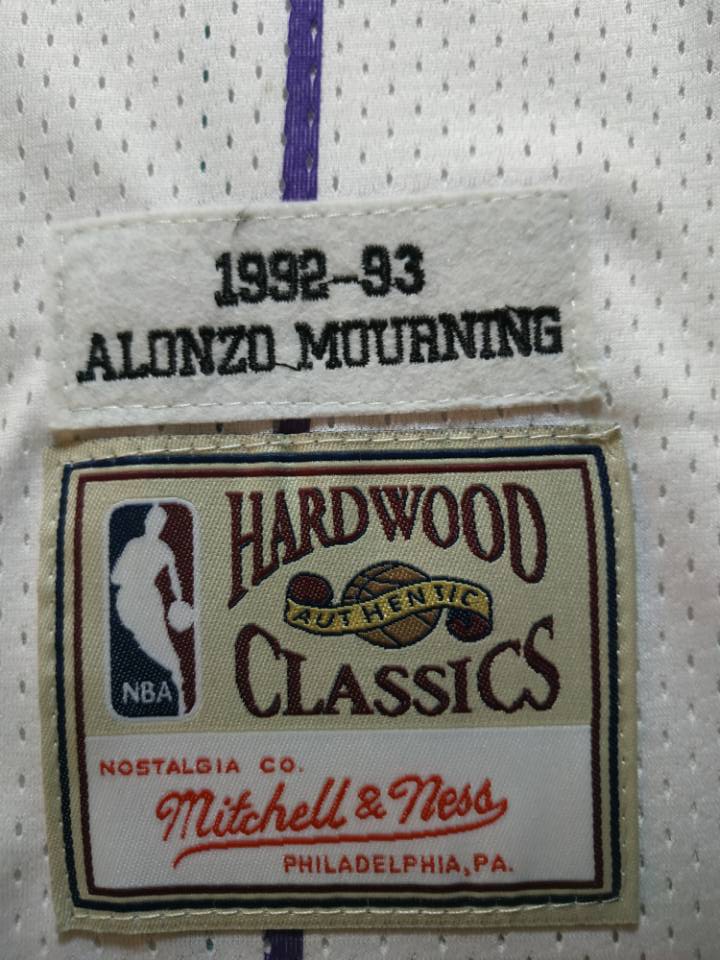 1992-93
ALONZO MOURNING
HARDWOOD
AUTHENTIC
CLASSICS
NBA
NOSTALGIA CO.
Mitchell & Ness
PHILADELPHIA, PA.